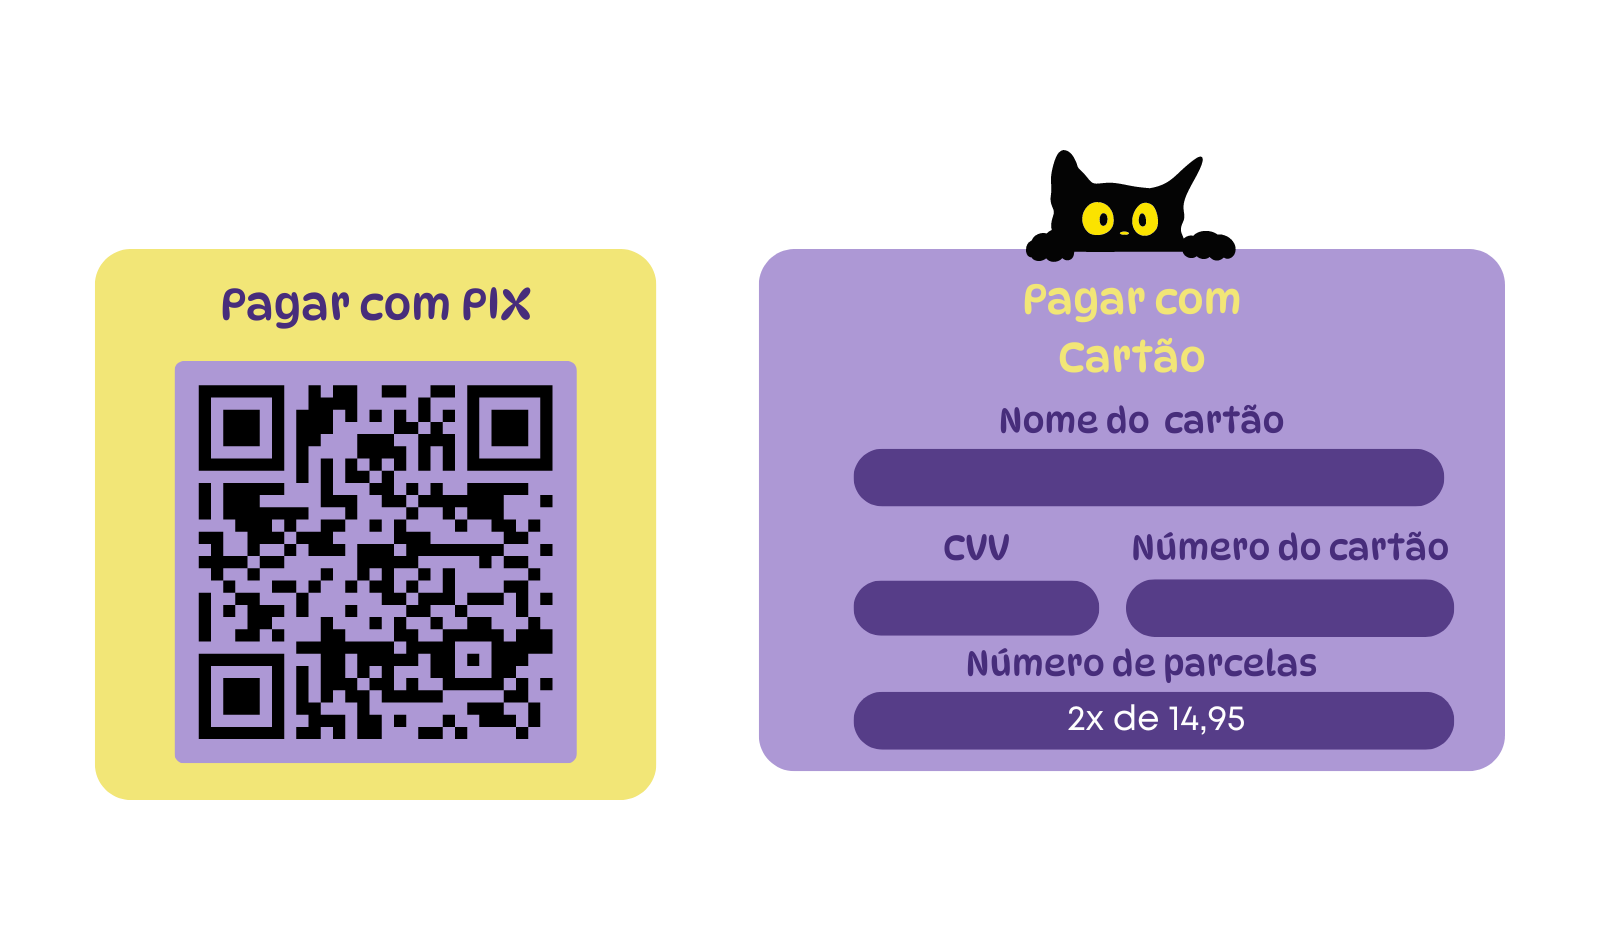 Pagar com PIX
Pagar com
Cartão
Nome do cartão
CVV
Número do cartão
Número de parcelas
2x de 14,95